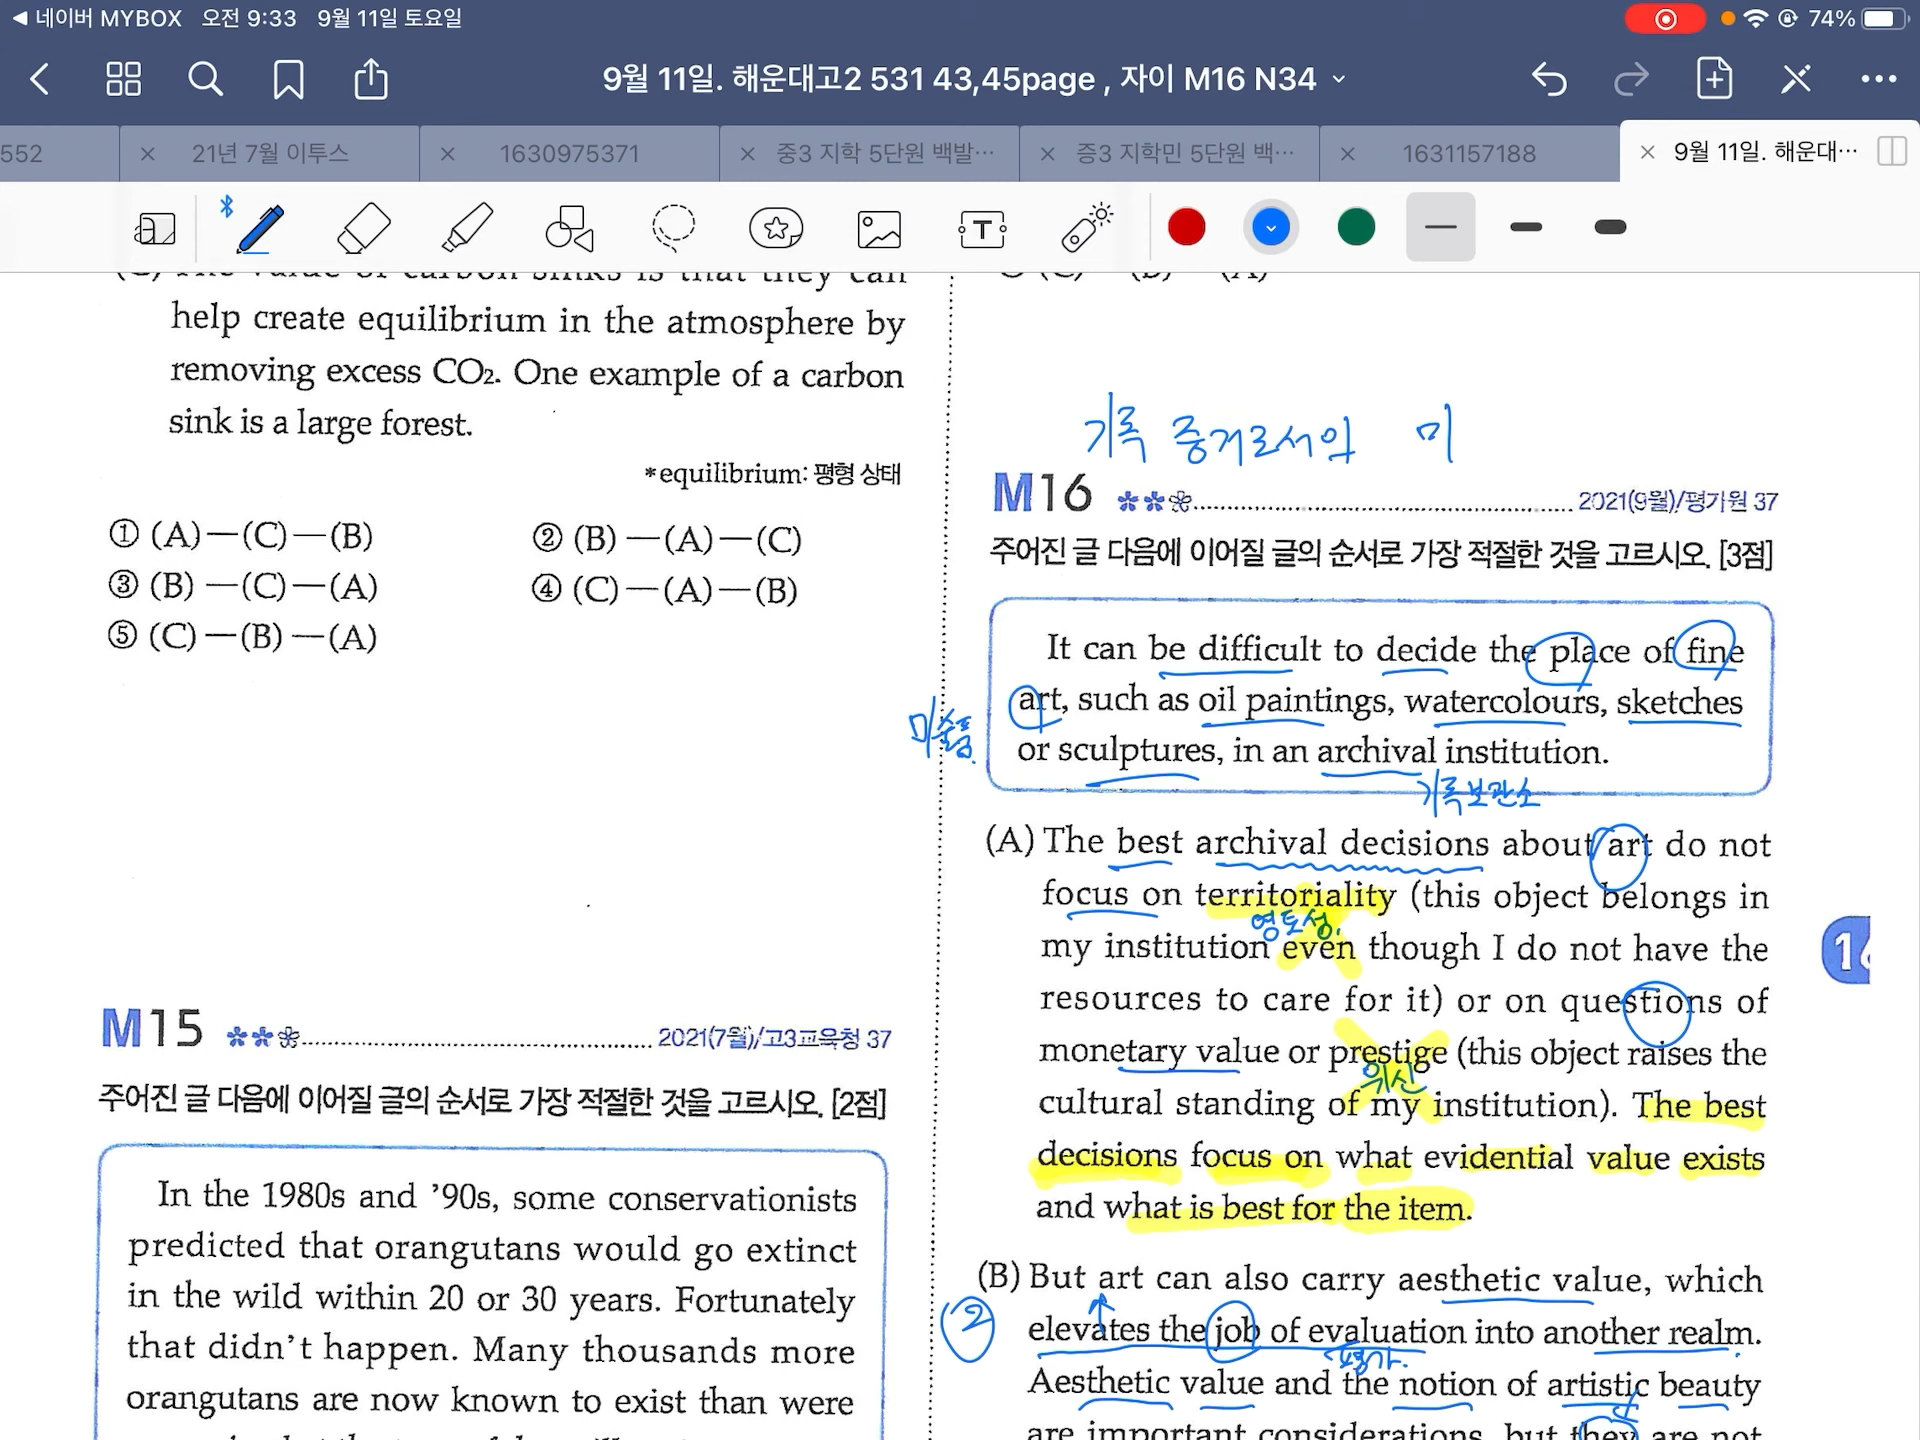 네이버 MYBOX 오전 9:33 9월 11일 토요일
74%
9월 11일. 해운대고2 531 43,45page , 자이 M16 N34
552
21년 7월 이투스
1630975371
중3 지학 5단원 백발…
증3 지학민 5단원 백…
1631157188
9월 11일. 해운대…
help create equilibrium in the atmosphere by
removing excess CO₂. One example of a carbon
sink is a large forest.
*equilibrium: 평형 상태
① (A)—(C)—(B)
② (B)—(A)—(C)
③ (B)—(C)—(A)
④ (C)—(A)—(B)
⑤ (C)—(B)—(A)
M15
2021(7월)/고3교육청 37
주어진 글 다음에 이어질 글의 순서로 가장 적절한 것을 고르시오. [2점]
In the 1980s and ’90s, some conservationists
predicted that orangutans would go extinct
in the wild within 20 or 30 years. Fortunately
that didn’t happen. Many thousands more
orangutans are now known to exist than were
기록 증거로서의 미
M16
2021(9월)/평가원 37
주어진 글 다음에 이어질 글의 순서로 가장 적절한 것을 고르시오. [3점]
It can be difficult to decide the place of fine
art, such as oil paintings, watercolours, sketches
미술품
or sculptures, in an archival institution.
기록보관소
(A) The best archival decisions about art do not
focus on territoriality (this object belongs in
영토성
my institution even though I do not have the
resources to care for it) or on questions of
monetary value or prestige (this object raises the
위신
cultural standing of my institution). The best
decisions focus on what evidential value exists
and what is best for the item.
(B) But art can also carry aesthetic value, which
2
elevates the job of evaluation into another realm.
평가
Aesthetic value and the notion of artistic beauty
are important considerations, but they are not